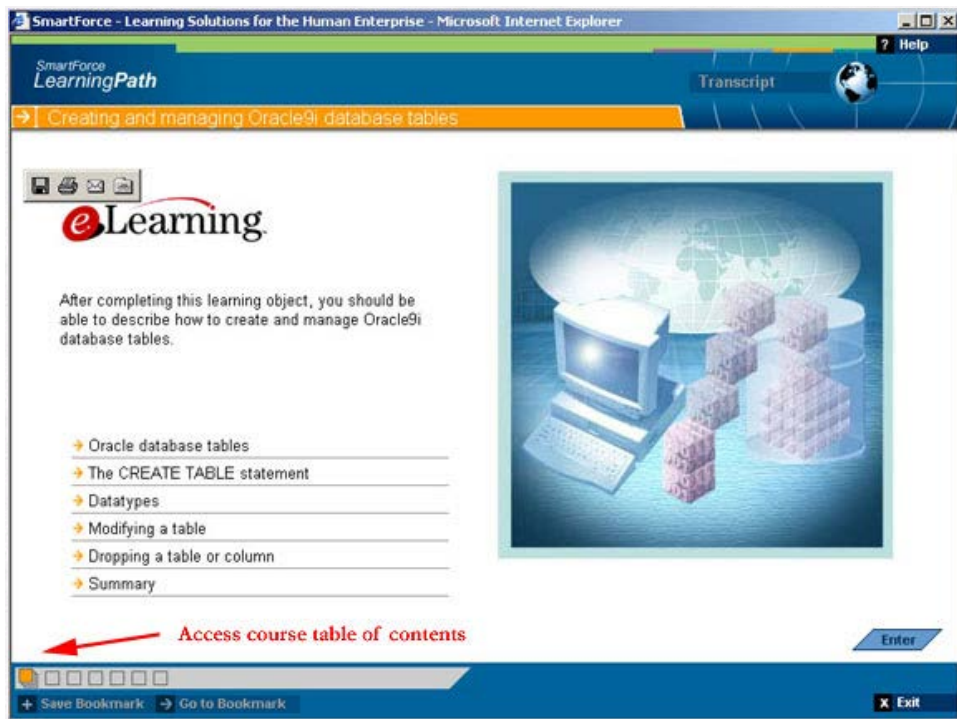 SmartForce - Learning Solutions for the Human Enterprise - Microsoft Internet Explorer
? Help
SmartForce
LearningPath
Transcript
Creating and managing Oracle9i database tables
eLearning
After completing this learning object, you should be
able to describe how to create and manage Oracle9i
database tables.
Oracle database tables
The CREATE TABLE statement
Datatypes
Modifying a table
Dropping a table or column
Summary
Access course table of contents
Enter
+ Save Bookmark → Go to Bookmark
X Exit